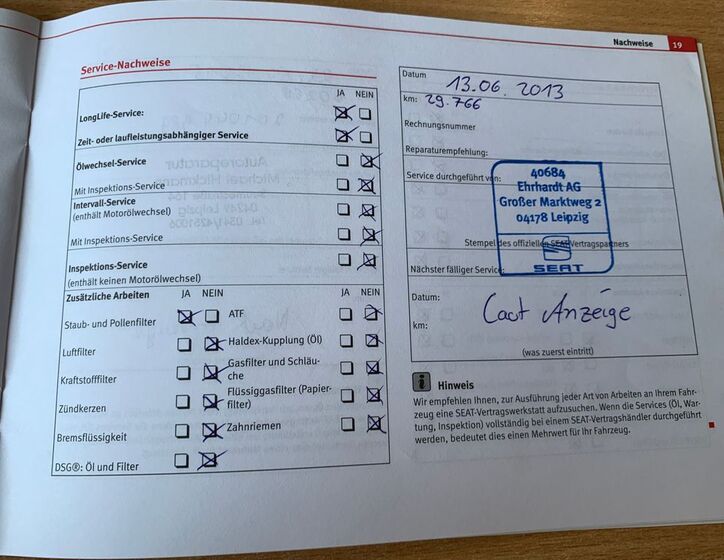 Nachweise 19
Service-Nachweise
JA NEIN
LongLife-Service:
Zeit- oder laufleistungsabhängiger Service
Ölwechsel-Service
Mit Inspektions-Service
Intervall-Service
(enthält Motorölwechsel)
Mit Inspektions-Service
Inspektions-Service
(enthält keinen Motorölwechsel)
Zusätzliche Arbeiten JA NEIN JA NEIN
Staub- und Pollenfilter
Luftfilter
Kraftstofffilter
Zündkerzen
Bremsflüssigkeit
DSG®: Öl und Filter
ATF
Haldex-Kupplung (Öl)
Gasfilter und Schläu-
che
Flüssiggasfilter (Papier-
filter)
Zahnriemen
Datum 13.06.2013
km: 29.766
Rechnungsnummer
Reparaturempfehlung:
Service durchgeführt von:
40684
Ehrhardt AG
Großer Marktweg 2
04178 Leipzig
SEAT
Stempel des offiziellen SEAT Vertragspartners
Nächster fälliger Service:
Datum:
km:
Anzeige
(was zuerst eintritt)
Hinweis
Wir empfehlen Ihnen, zur Ausführung jeder Art von Arbeiten an Ihrem Fahr-
zeug eine SEAT-Vertragswerkstatt aufzusuchen. Wenn die Services (Öl, War-
tung, Inspektion) vollständig bei einem SEAT-Vertragshändler durchgeführt
werden, bedeutet dies einen Mehrwert für Ihr Fahrzeug.